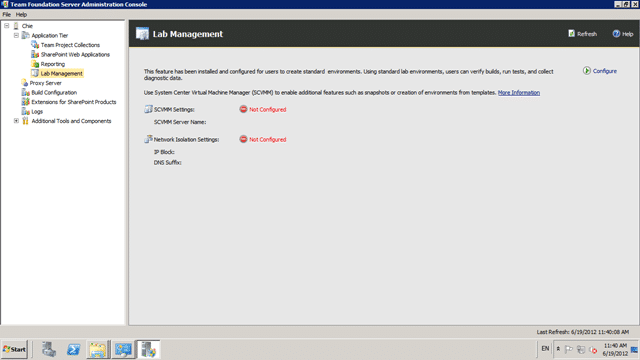 Team Foundation Server Administration Console
File Help
Chie
Application Tier
Team Project Collections
SharePoint Web Applications
Reporting
Lab Management
Proxy Server
Build Configuration
Extensions for SharePoint Products
Logs
Additional Tools and Components
Lab Management
Refresh
Help
This feature has been installed and configured for users to create standard environments. Using standard lab environments, users can verify builds, run tests, and collect
diagnostic data.
Configure
Use System Center Virtual Machine Manager (SCVMM) to enable additional features such as snapshots or creation of environments from templates. More Information
SCVMM Settings: Not Configured
SCVMM Server Name:
Network Isolation Settings: Not Configured
IP Block:
DNS Suffix:
Last Refresh: 6/19/2012 11:40:08 AM
Start
EN
11:40 AM
6/19/2012